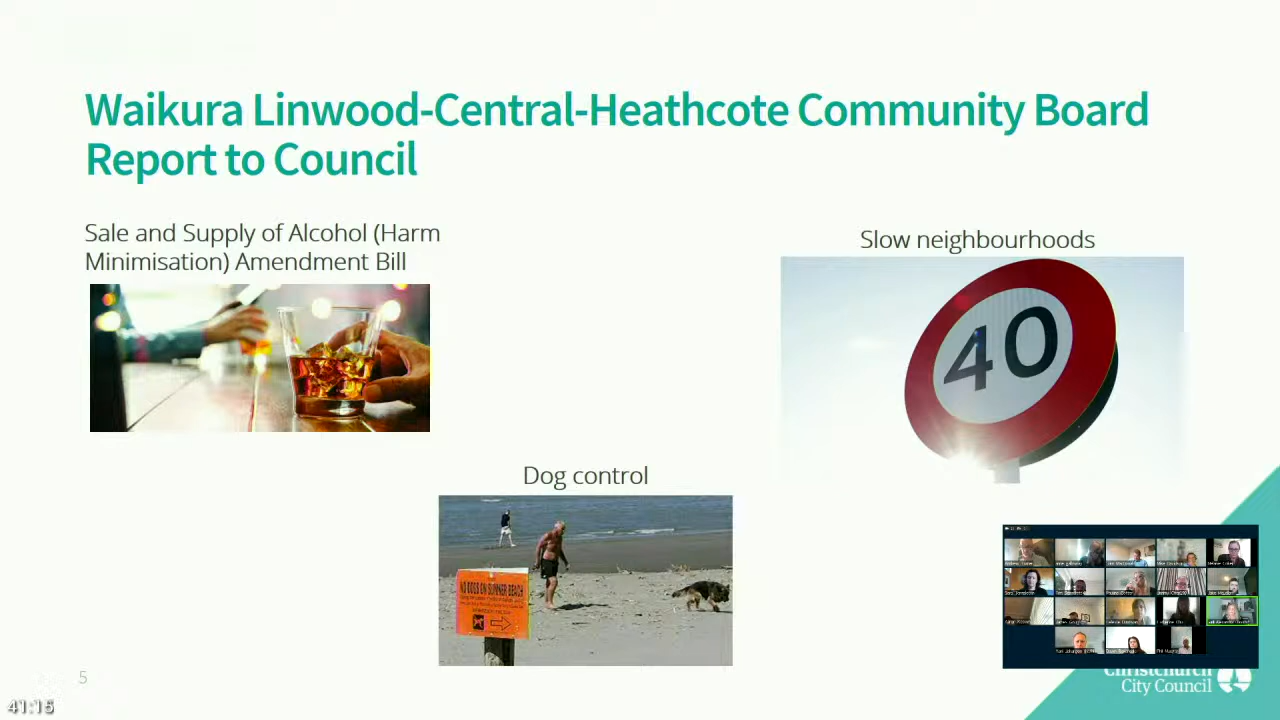 Waikura Linwood-Central-Heathcote Community Board
Report to Council
Sale and Supply of Alcohol (Harm
Minimisation) Amendment Bill
Slow neighbourhoods
40
Dog control
NO DOGS ON SUMNER BEACH
5
41:15
Christchurch
City Council